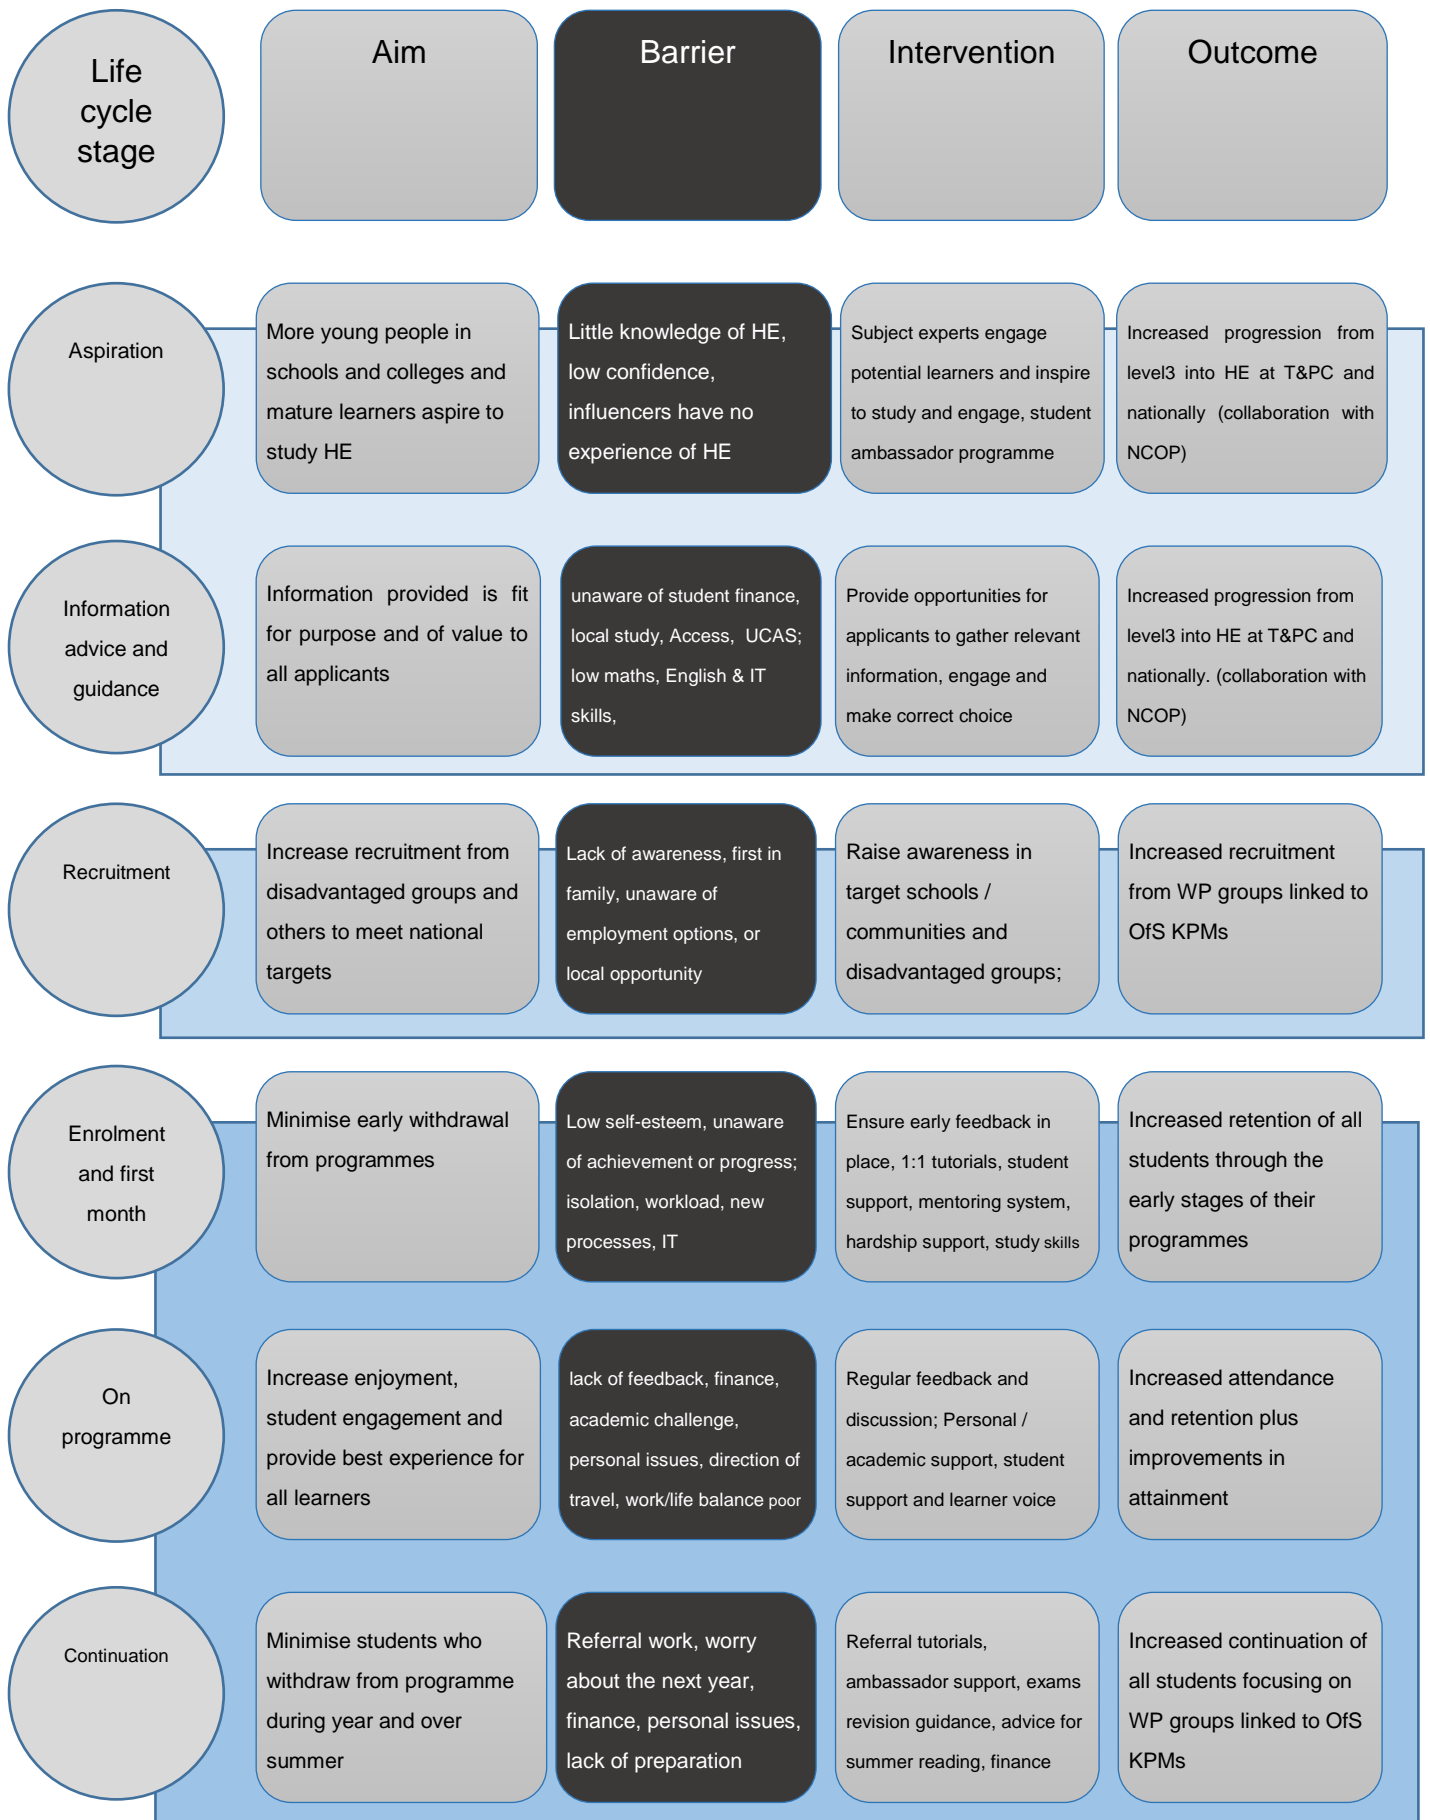 Life
cycle
stage
Aim
Barrier
Intervention
Outcome
Aspiration
More young people in
schools and colleges and
mature learners aspire to
study HE
Little knowledge of HE,
low confidence,
influencers have no
experience of HE
Subject experts engage
potential learners and inspire
to study and engage, student
ambassador programme
Increased progression from
level3 into HE at T&PC and
nationally (collaboration with
NCOP)
Information
advice and
guidance
Information provided is fit
for purpose and of value to
all applicants
unaware of student finance,
local study, Access, UCAS;
low maths, English & IT
skills,
Provide opportunities for
applicants to gather relevant
information, engage and
make correct choice
Increased progression from
level3 into HE at T&PC and
nationally. (collaboration with
NCOP)
Recruitment
Increase recruitment from
disadvantaged groups and
others to meet national
targets
Lack of awareness, first in
family, unaware of
employment options, or
local opportunity
Raise awareness in
target schools /
communities and
disadvantaged groups;
Increased recruitment
from WP groups linked to
OfS KPMs
Enrolment
and first
month
Minimise early withdrawal
from programmes
Low self-esteem, unaware
of achievement or progress;
isolation, workload, new
processes, IT
Ensure early feedback in
place, 1:1 tutorials, student
support, mentoring system,
hardship support, study skills
Increased retention of all
students through the
early stages of their
programmes
On
programme
Increase enjoyment,
student engagement and
provide best experience for
all learners
lack of feedback, finance,
academic challenge,
personal issues, direction of
travel, work/life balance poor
Regular feedback and
discussion; Personal /
academic support, student
support and learner voice
Increased attendance
and retention plus
improvements in
attainment
Continuation
Minimise students who
withdraw from programme
during year and over
summer
Referral work, worry
about the next year,
finance, personal issues,
lack of preparation
Referral tutorials,
ambassador support, exams
revision guidance, advice for
summer reading, finance
Increased continuation of
all students focusing on
WP groups linked to OfS
KPMs